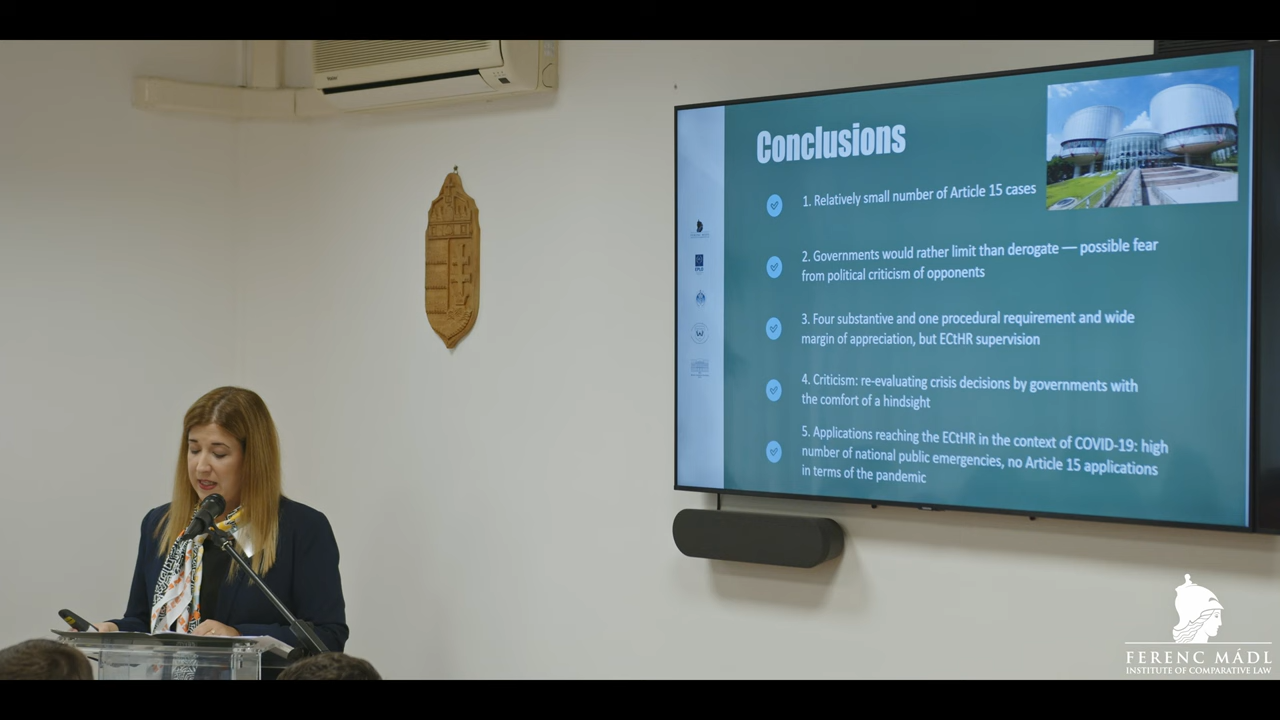 Conclusions
1. Relatively small number of Article 15 cases
2. Governments would rather limit than derogate — possible fear
from political criticism of opponents
3. Four substantive and one procedural requirement and wide
margin of appreciation, but ECtHR supervision
4. Criticism: re-evaluating crisis decisions by governments with
the comfort of a hindsight
5. Applications reaching the ECtHR in the context of COVID-19: high
number of national public emergencies, no Article 15 applications
in terms of the pandemic
FERENC MÁDL
INSTITUTE OF COMPARATIVE LAW